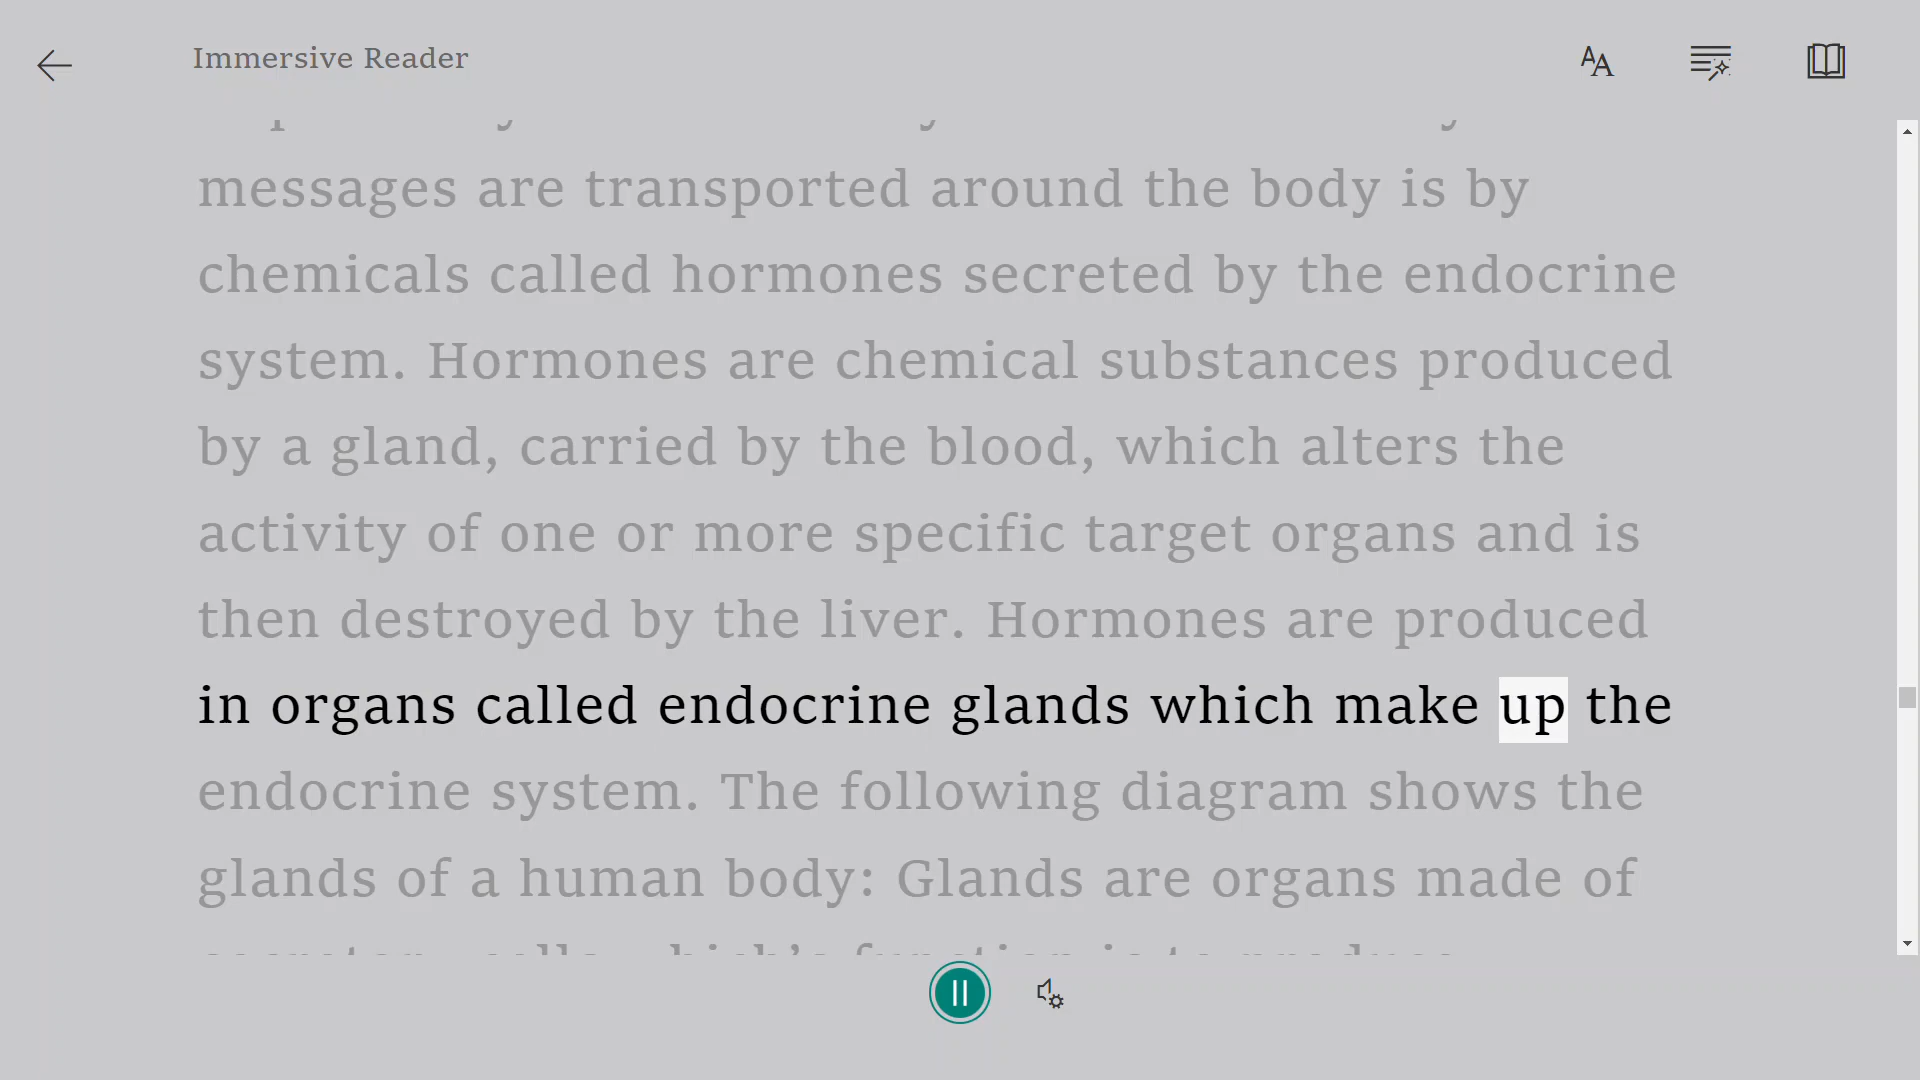 Immersive Reader
messages are transported around the body is by
chemicals called hormones secreted by the endocrine
system. Hormones are chemical substances produced
by a gland, carried by the blood, which alters the
activity of one or more specific target organs and is
then destroyed by the liver. Hormones are produced
in organs called endocrine glands which make up the
endocrine system. The following diagram shows the
glands of a human body: Glands are organs made of